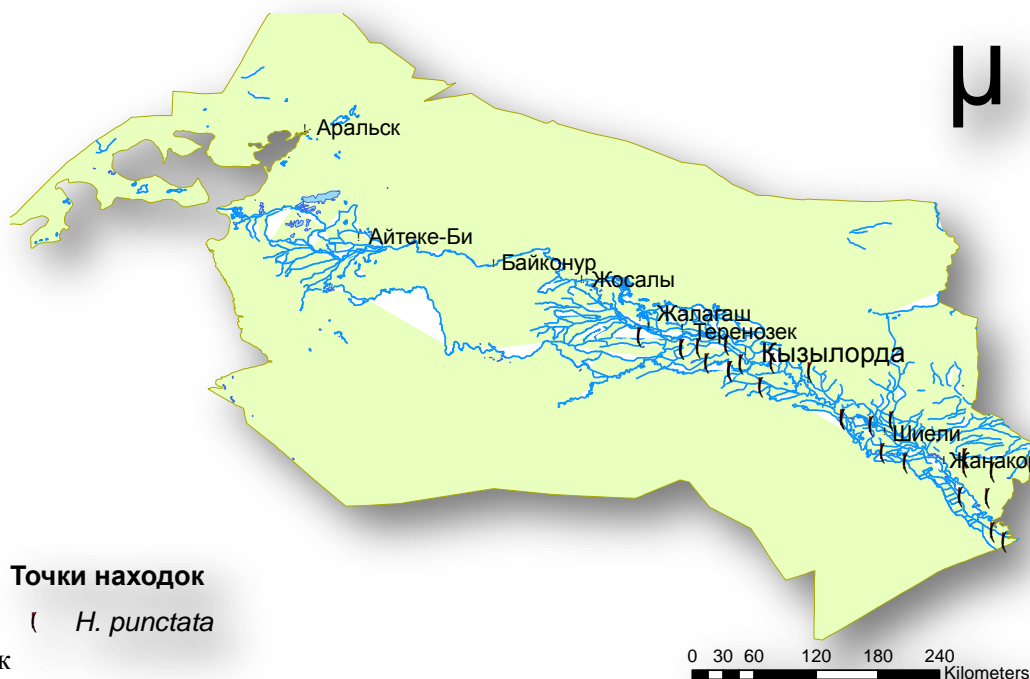 µ
Аральск
Айтеке-Би
Байконур
Жосалы
Жалагаш
Теренозек
Кызылорда
Шиели
Жанакор
Точки находок
H. punctata
к
0 30 60 120 180 240
Kilometers